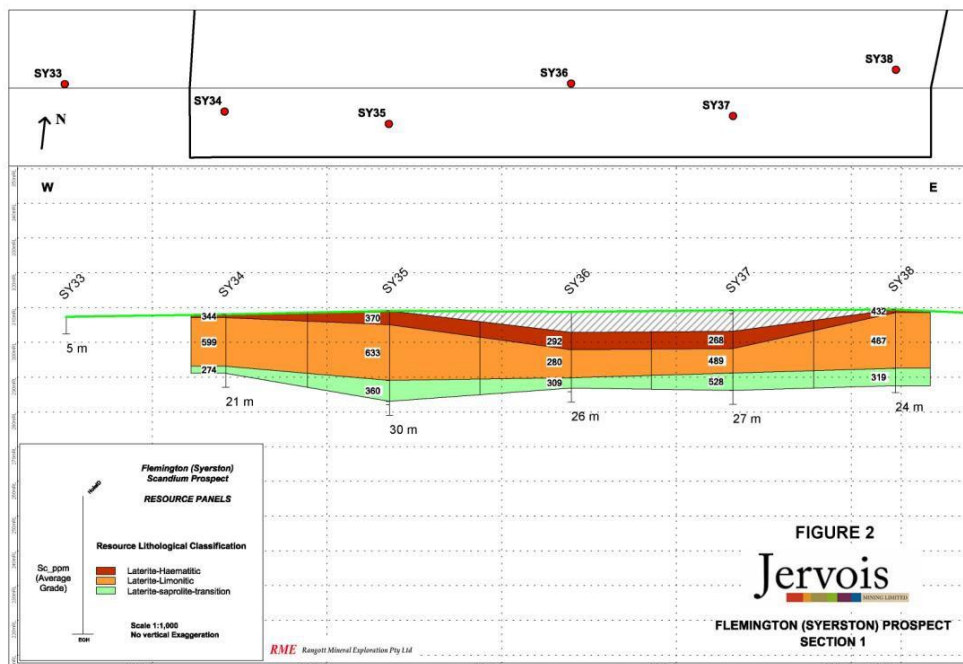 SY33
SY34
SY35
SY36
SY37
SY38
N
W
E
SY33
SY34
SY35
SY36
SY37
SY38
344
599
274
370
633
360
292
280
309
268
489
528
432
467
319
5 m
21 m
30 m
26 m
27 m
24 m
Flemington (Syerston)
Scandium Prospect
RESOURCE PANELS
HoleID
Resource Lithological Classification
Sc_ppm
(Average
Grade)
Laterite-Haematitic
Laterite-Limonitic
Laterite-saprolite-transition
Scale 1:1,000
No vertical Exaggeration
EOH
RME Rangott Mineral Exploration Pty Ltd
FIGURE 2
Jervois
MINING LIMITED
FLEMINGTON (SYERSTON) PROSPECT
SECTION 1